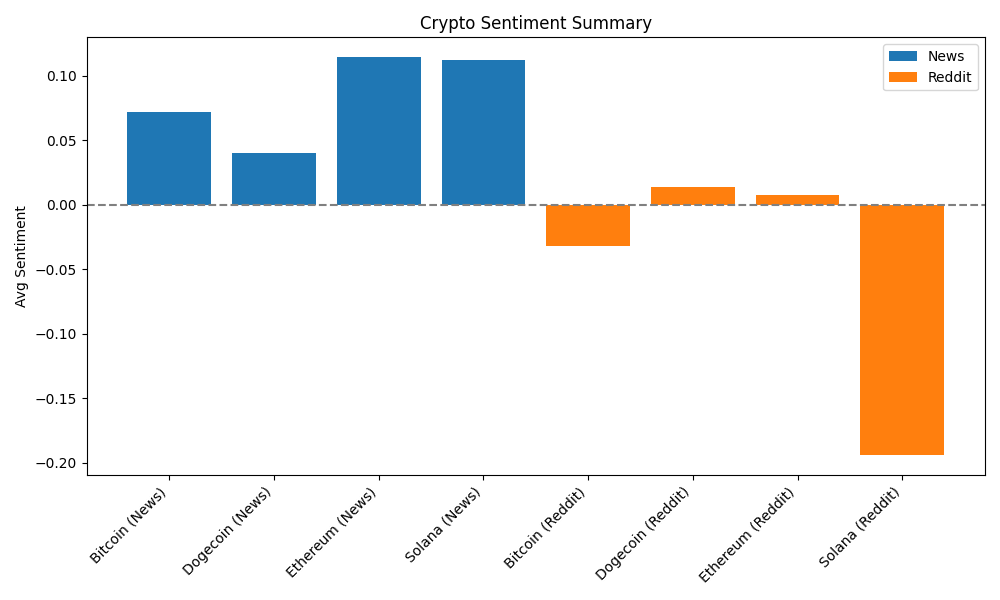 Crypto Sentiment Summary
News
Reddit
Avg Sentiment
0.10
0.05
0.00
−0.05
−0.10
−0.15
−0.20
Bitcoin (News)
Dogecoin (News)
Ethereum (News)
Solana (News)
Bitcoin (Reddit)
Dogecoin (Reddit)
Ethereum (Reddit)
Solana (Reddit)